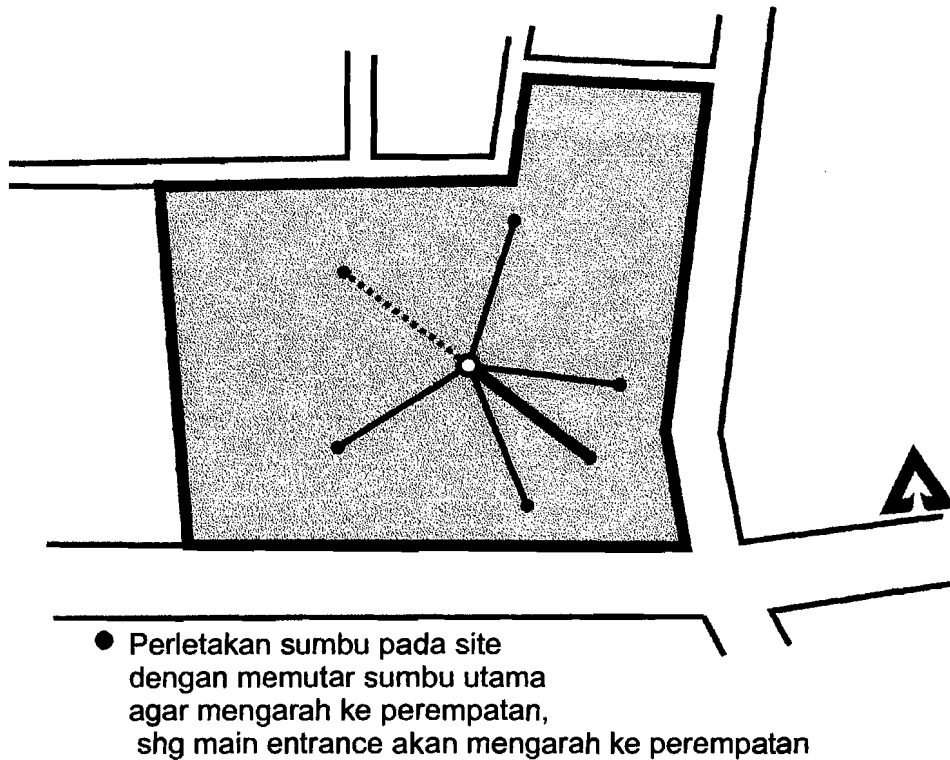 ● Perletakan sumbu pada site
dengan memutar sumbu utama
agar mengarah ke perempatan,
shg main entrance akan mengarah ke perempatan